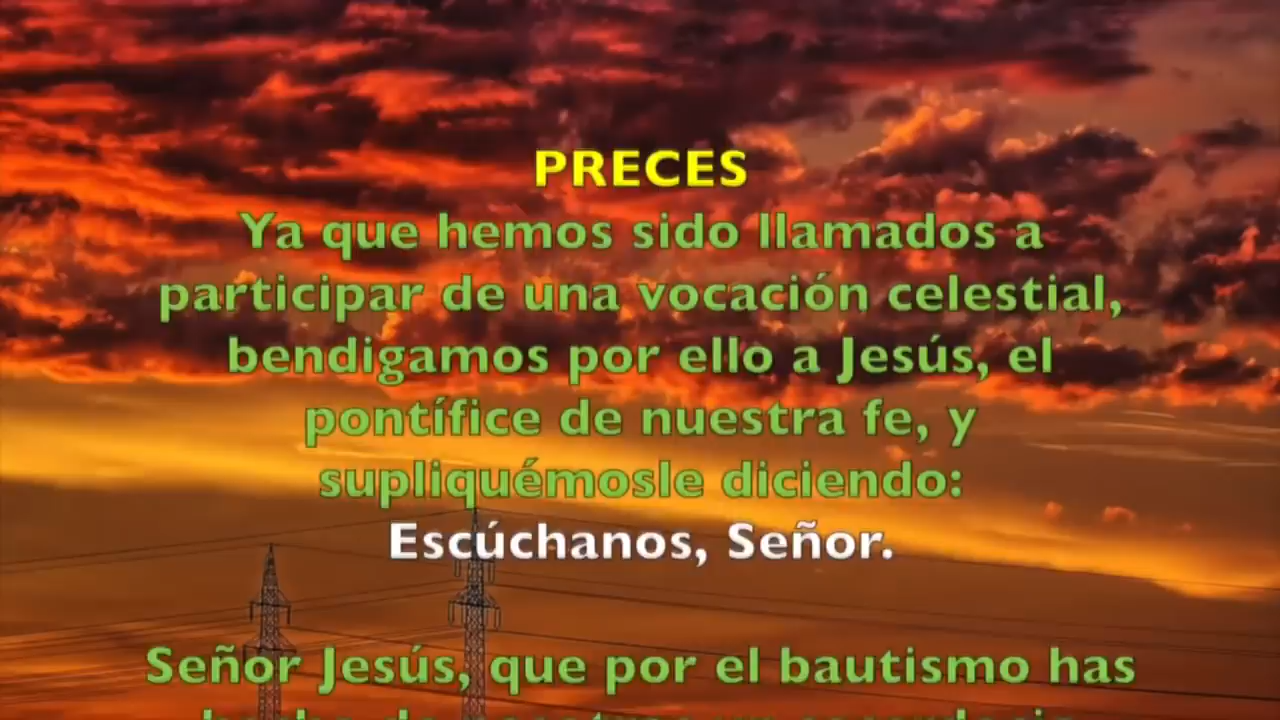 PRECES
Ya que hemos sido llamados a
participar de una vocación celestial,
bendigamos por ello a Jesús, el
pontífice de nuestra fe, y
supliquémosle diciendo:
Escúchanos, Señor.
Señor Jesús, que por el bautismo has